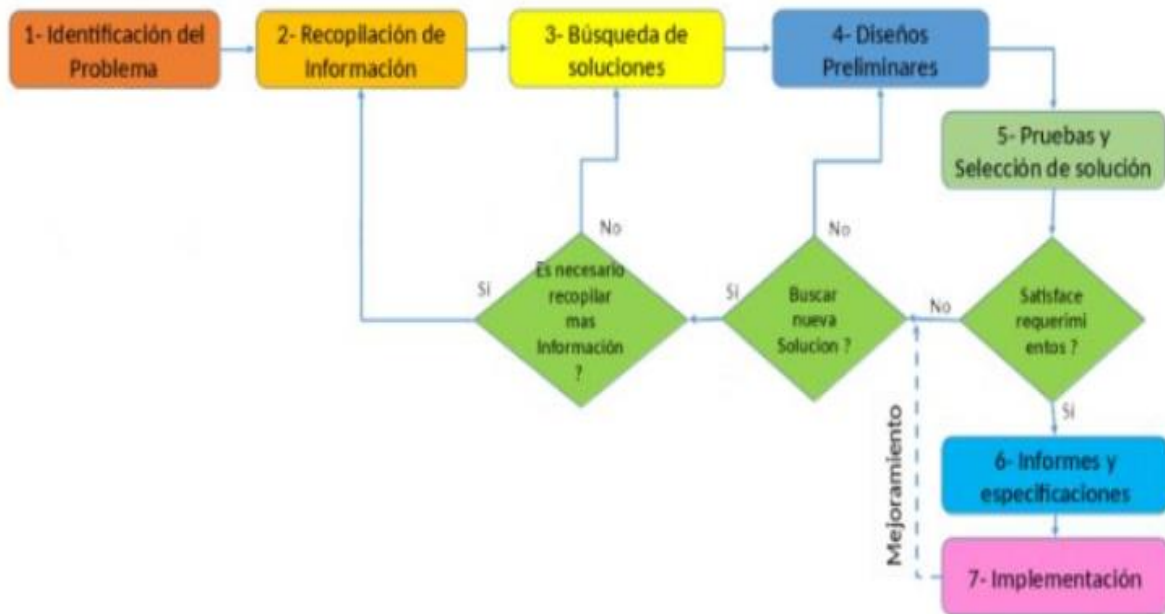 1- Identificación del
Problema
2- Recopilación de
Información
3- Búsqueda de
soluciones
4- Diseños
Preliminares
5- Pruebas y
Selección de solución
No
No
Es necesario
recopilar
mas
Información
?
Si
Buscar
nueva
Solucion ?
Si
Satisface
requerimi
entos ?
No
Sí
Mejoramiento
6- Informes y
especificaciones
7- Implementación